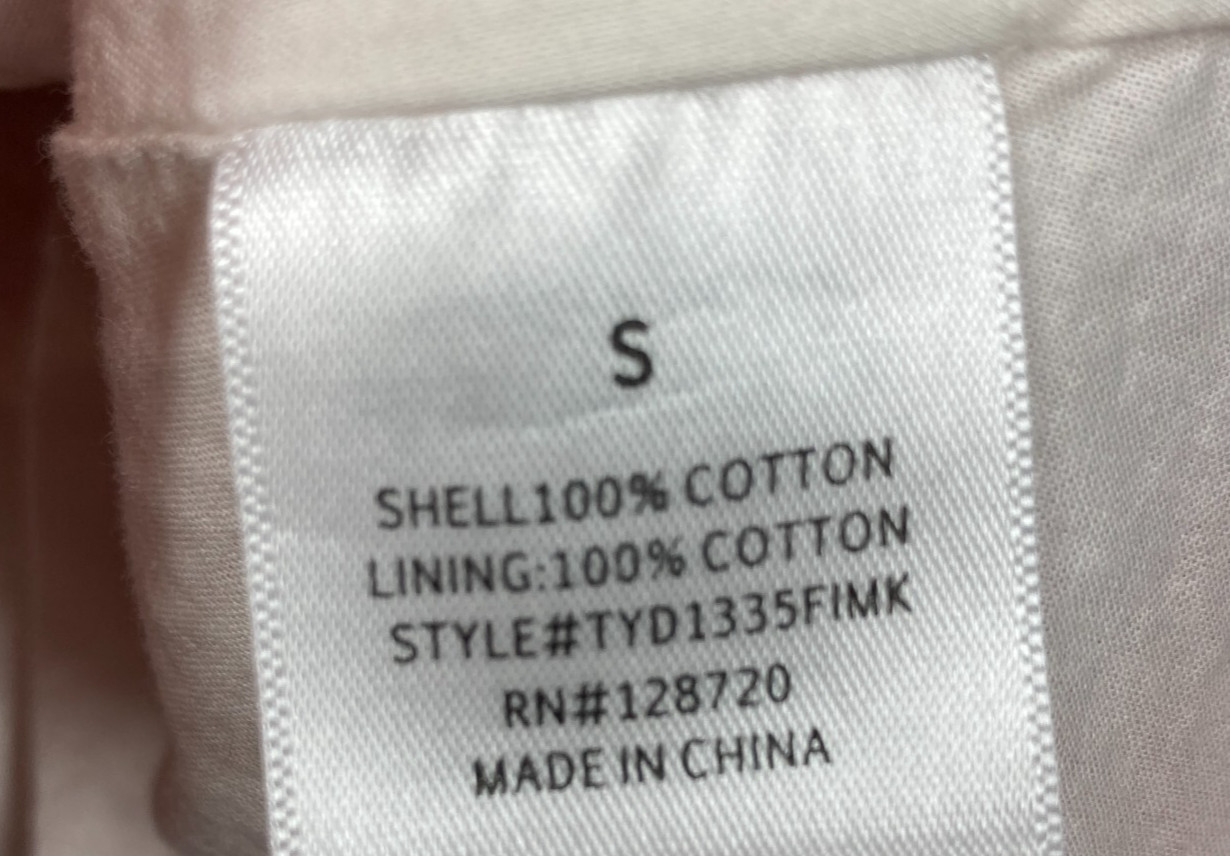 S
SHELL100% COTTON
LINING:100% COTTON
STYLE#TYD1335FIMK
RN#128720
MADE IN CHINA